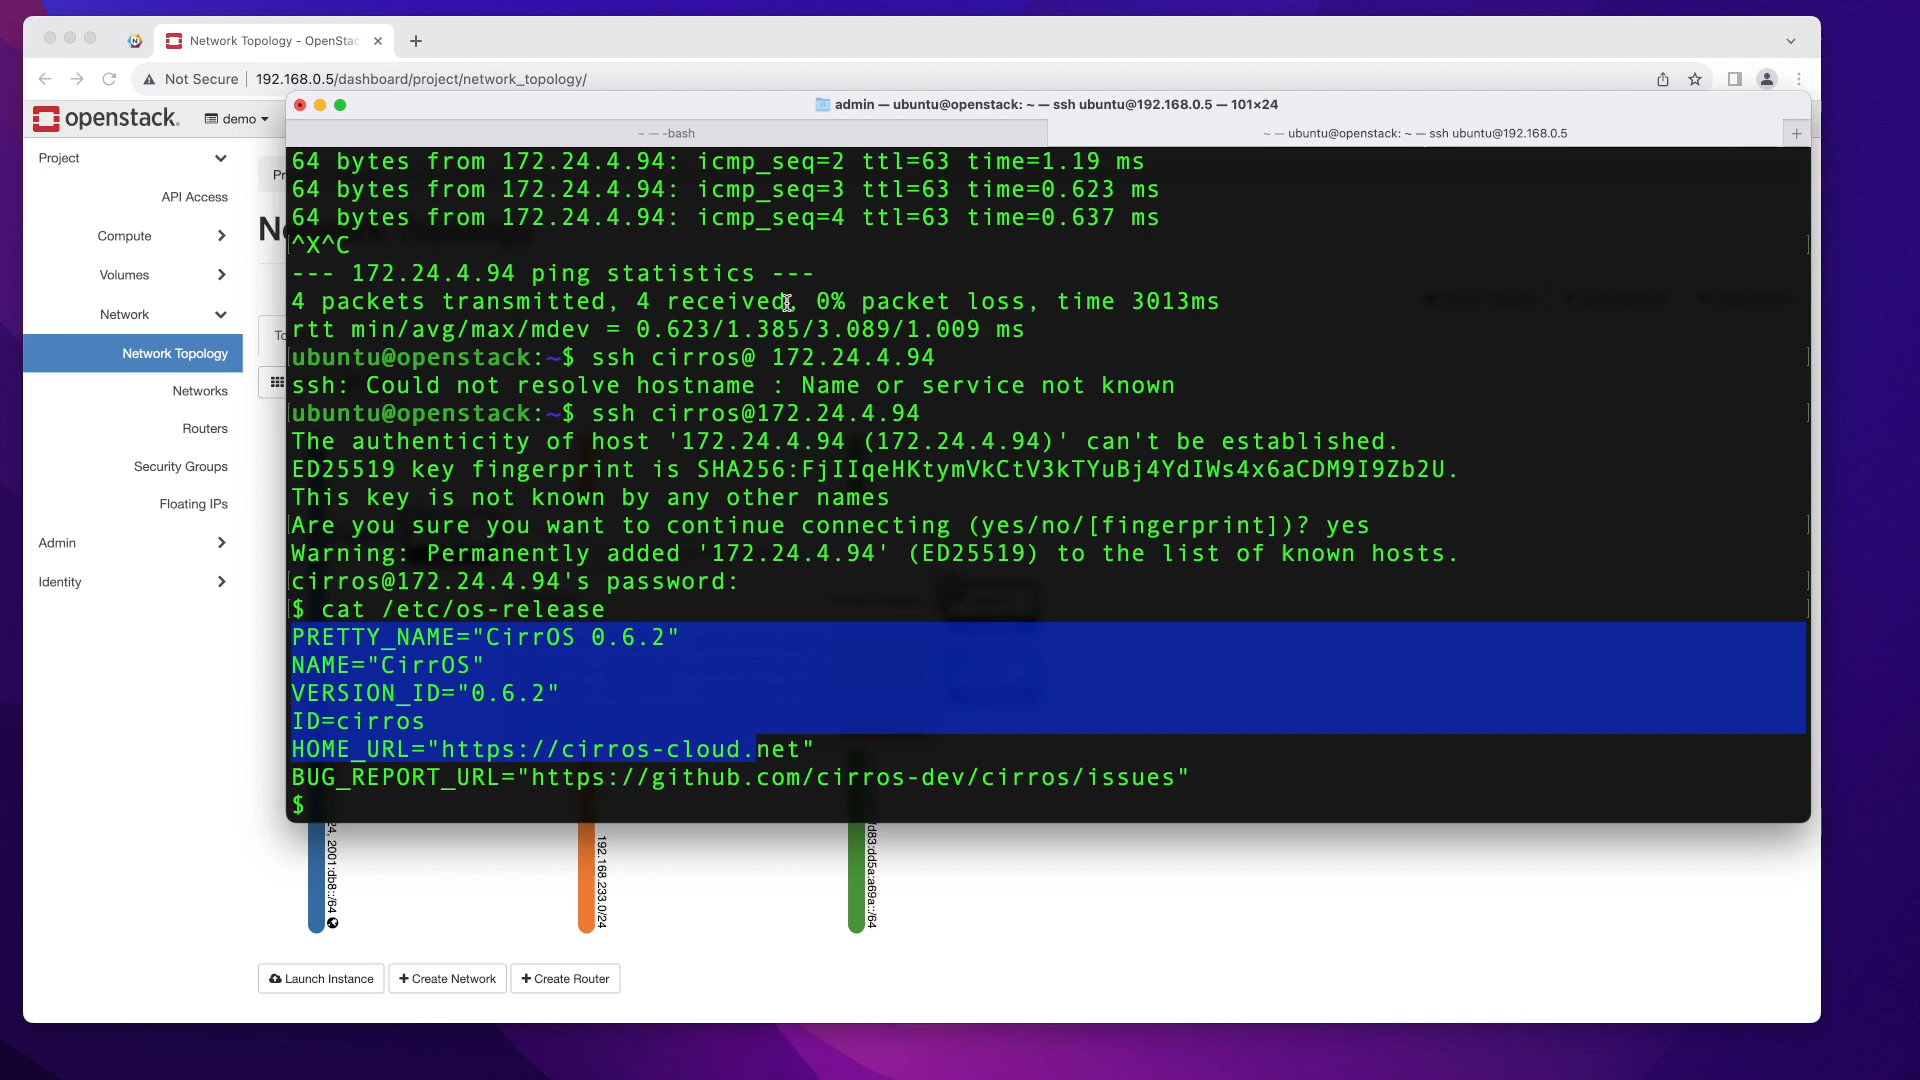 Network Topology - OpenStac
Not Secure | 192.168.0.5/dashboard/project/network_topology/
openstack.
demo
admin — ubuntu@openstack: ~ — ssh ubuntu@192.168.0.5 — 101×24
~ — -bash
~ — ubuntu@openstack: ~ — ssh ubuntu@192.168.0.5
Project
API Access
Compute
Volumes
Network
Network Topology
Networks
Routers
Security Groups
Floating IPs
Admin
Identity
Pr
Ne
To
64 bytes from 172.24.4.94: icmp_seq=2 ttl=63 time=1.19 ms
64 bytes from 172.24.4.94: icmp_seq=3 ttl=63 time=0.623 ms
64 bytes from 172.24.4.94: icmp_seq=4 ttl=63 time=0.637 ms
^X^C
--- 172.24.4.94 ping statistics ---
4 packets transmitted, 4 received, 0% packet loss, time 3013ms
rtt min/avg/max/mdev = 0.623/1.385/3.089/1.009 ms
ubuntu@openstack:~$ ssh cirros@ 172.24.4.94
ssh: Could not resolve hostname : Name or service not known
ubuntu@openstack:~$ ssh cirros@172.24.4.94
The authenticity of host '172.24.4.94 (172.24.4.94)' can't be established.
ED25519 key fingerprint is SHA256:FjIIqeHKtymVkCtV3kTYuBj4YdIWs4x6aCDM9I9Zb2U.
This key is not known by any other names
Are you sure you want to continue connecting (yes/no/[fingerprint])? yes
Warning: Permanently added '172.24.4.94' (ED25519) to the list of known hosts.
cirros@172.24.4.94's password:
$ cat /etc/os-release
PRETTY_NAME="CirrOS 0.6.2"
NAME="CirrOS"
VERSION_ID="0.6.2"
ID=cirros
HOME_URL="https://cirros-cloud.net"
BUG_REPORT_URL="https://github.com/cirros-dev/cirros/issues"
$
24, 2001:db8::/64
192.168.233.0/24
d83:dd5a:a69a::/64
Launch Instance
+ Create Network
+ Create Router